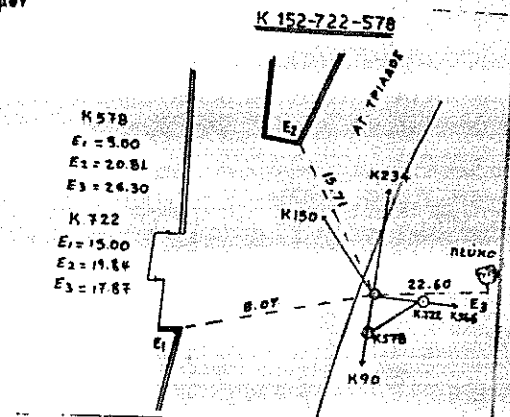 K 152-722-578
K578
E₁ = 9.00
E₂ = 20.81
E₃ = 26.30
K 722
E₁ = 15.00
E₂ = 19.84
E₃ = 17.87
E₂
ΑΓ ΤΡΙΑΔΟΣ
15.71
K234
K150
ΠΕΥΚΟ
22.60
8.07
K722
E₃
K578
E₁
K90